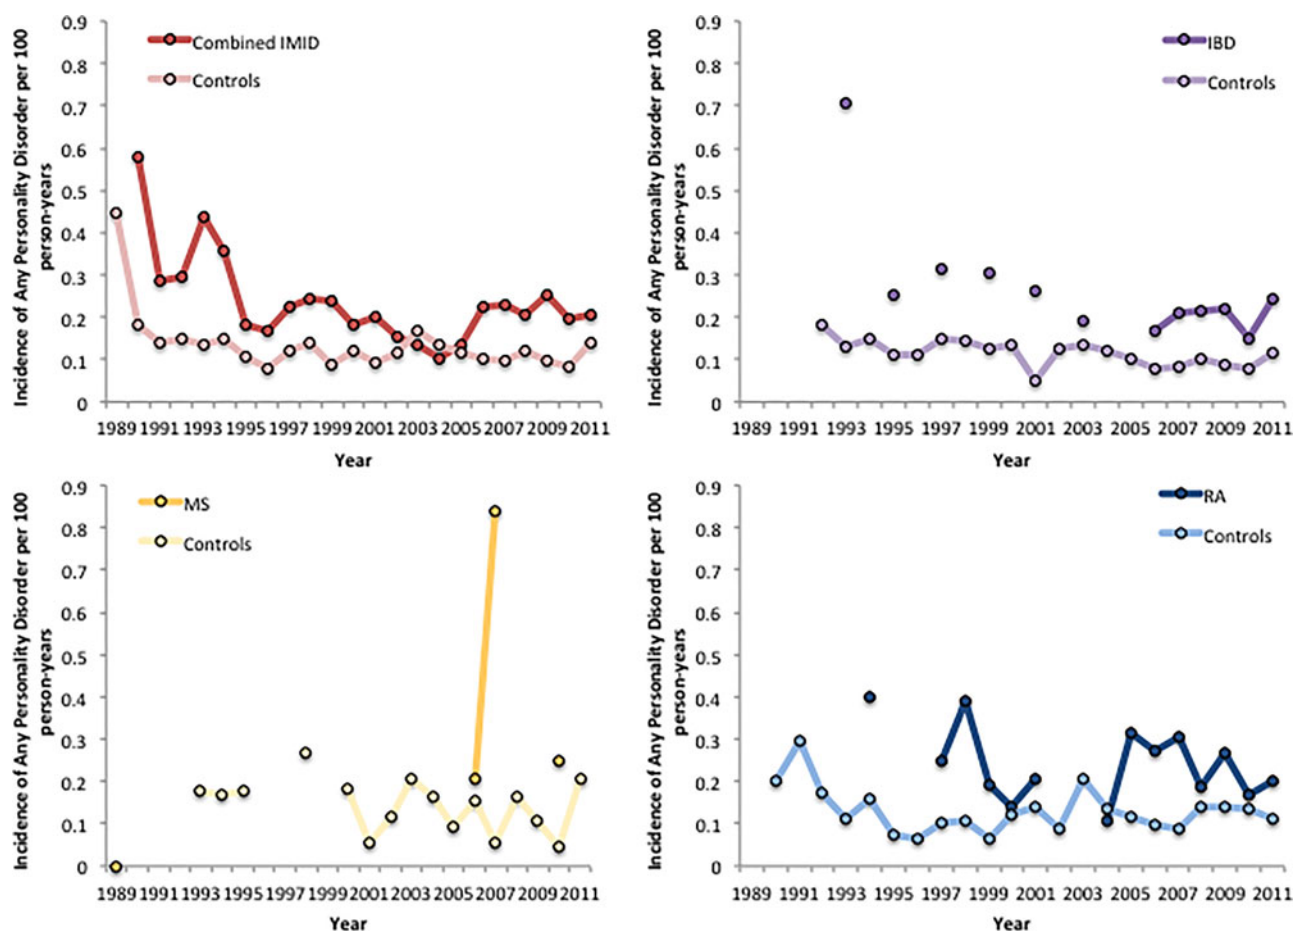 Incidence of Any Personality Disorder per 100
person-years
0.9
0.8
0.7
0.6
0.5
0.4
0.3
0.2
0.1
0
Combined IMID
Controls
1989 1991 1993 1995 1997 1999 2001 2003 2005 2007 2009 2011
Year
Incidence of Any Personality Disorder per 100
person-years
0.9
0.8
0.7
0.6
0.5
0.4
0.3
0.2
0.1
0
IBD
Controls
1989 1991 1993 1995 1997 1999 2001 2003 2005 2007 2009 2011
Year
Incidence of Any Personality Disorder per 100
person-years
0.9
0.8
0.7
0.6
0.5
0.4
0.3
0.2
0.1
0
MS
Controls
1989 1991 1993 1995 1997 1999 2001 2003 2005 2007 2009 2011
Year
Incidence of Any Personality Disorder per 100
person-years
0.9
0.8
0.7
0.6
0.5
0.4
0.3
0.2
0.1
0
RA
Controls
1989 1991 1993 1995 1997 1999 2001 2003 2005 2007 2009 2011
Year